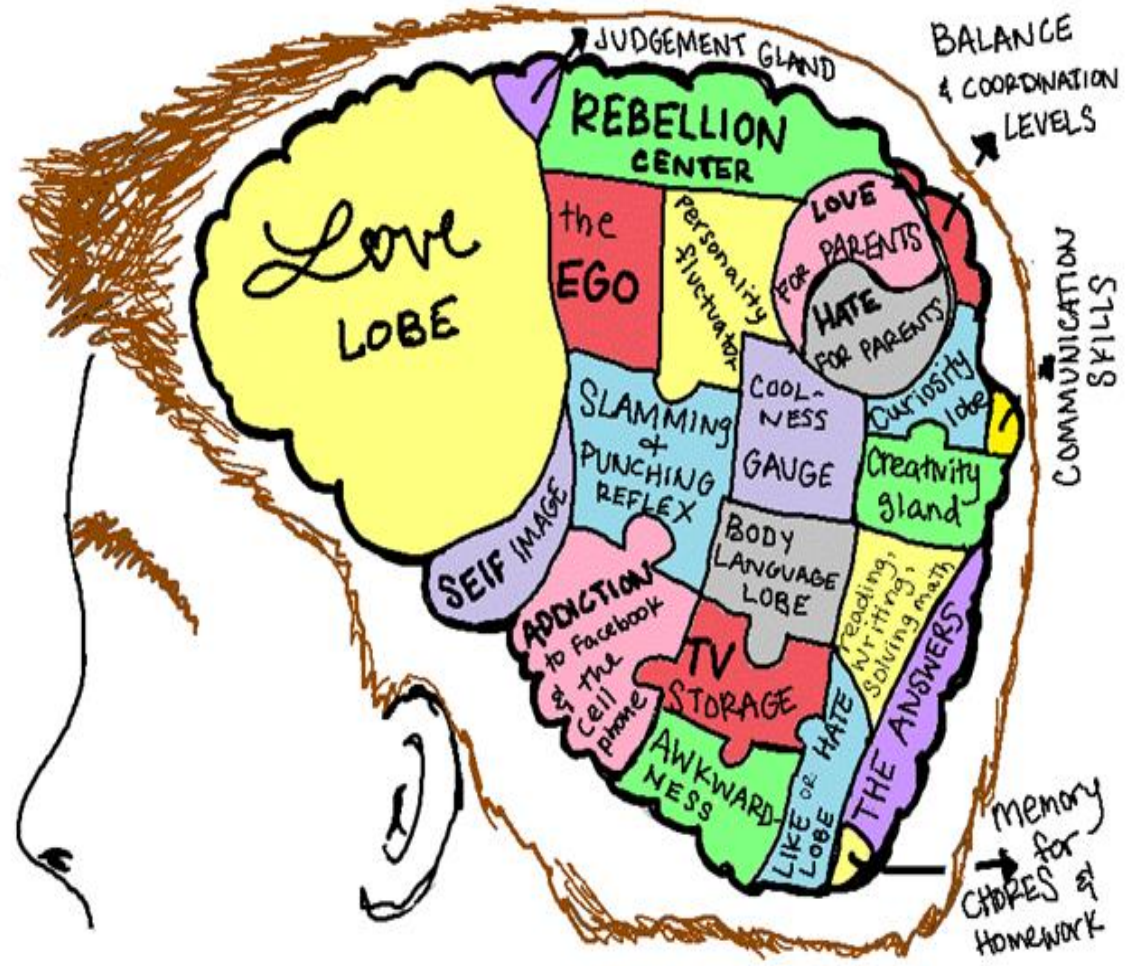 JUDGEMENT GLAND
BALANCE
& COORDINATION
LEVELS
REBELLION
CENTER
Love
LOBE
the
EGO
Personality
fluctuator
LOVE
FOR PARENTS
HATE
FOR PARENTS
COMMUNICATION
SKILLS
SLAMMING
+
PUNCHING
REFLEX
COOL-
NESS
GAUGE
Curiosity
lobe
Creativity
gland
SElF IMAGE
BODY
LANGUAGE
LOBE
reading,
writing,
solving math
ADDICTION
to Facebook
& the
cell
phone
TV
STORAGE
AWKWARD-
NESS
LIKE OR HATE
LOBE
THE ANSWERS
Memory
for
CHORES &
Homework